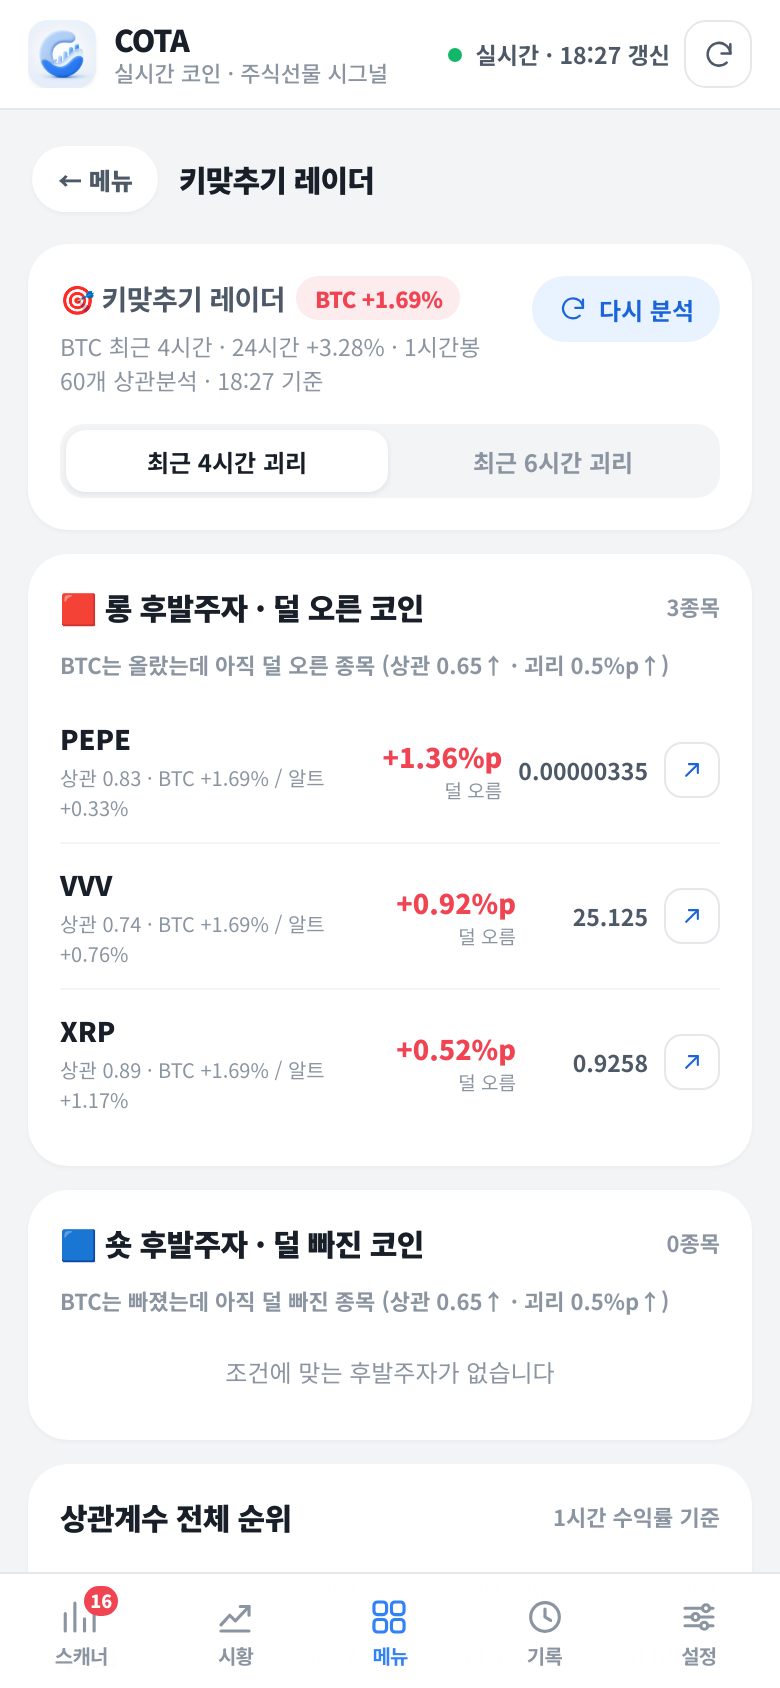 COTA
실시간 코인 · 주식선물 시그널
실시간 · 18:27 갱신
← 메뉴
키맞추기 레이더
키맞추기 레이더
BTC +1.69%
다시 분석
BTC 최근 4시간 · 24시간 +3.28% · 1시간봉
60개 상관분석 · 18:27 기준
최근 4시간 괴리
최근 6시간 괴리
롱 후발주자 · 덜 오른 코인
3종목
BTC는 올랐는데 아직 덜 오른 종목 (상관 0.65↑ · 괴리 0.5%p↑)
PEPE
상관 0.83 · BTC +1.69% / 알트
+0.33%
+1.36%p
덜 오름
0.00000335
VVV
상관 0.74 · BTC +1.69% / 알트
+0.76%
+0.92%p
덜 오름
25.125
XRP
상관 0.89 · BTC +1.69% / 알트
+1.17%
+0.52%p
덜 오름
0.9258
숏 후발주자 · 덜 빠진 코인
0종목
BTC는 빠졌는데 아직 덜 빠진 종목 (상관 0.65↑ · 괴리 0.5%p↑)
조건에 맞는 후발주자가 없습니다
상관계수 전체 순위
1시간 수익률 기준
16
스캐너
시황
메뉴
기록
설정